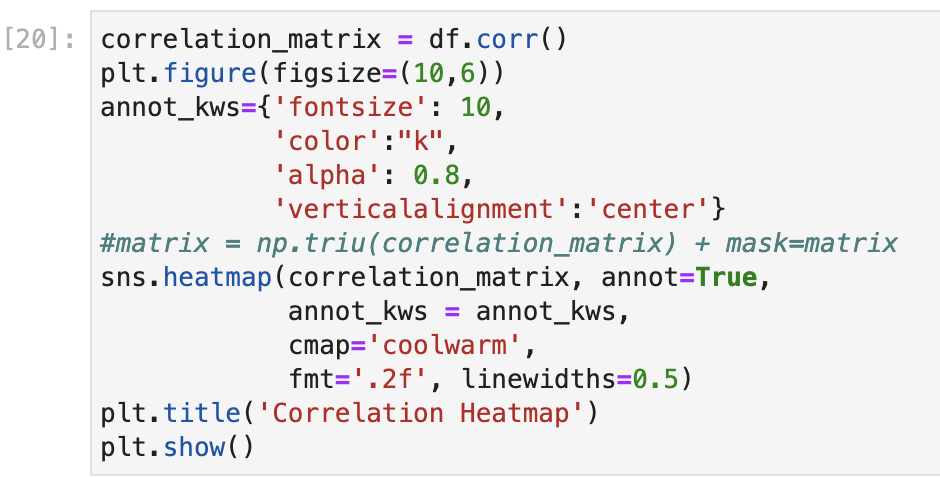 [20]: correlation_matrix = df.corr()
plt.figure(figsize=(10,6))
annot_kws={'fontsize': 10,
           'color':"k",
           'alpha': 0.8,
           'verticalalignment':'center'}
#matrix = np.triu(correlation_matrix) + mask=matrix
sns.heatmap(correlation_matrix, annot=True,
            annot_kws = annot_kws,
            cmap='coolwarm',
            fmt='.2f', linewidths=0.5)
plt.title('Correlation Heatmap')
plt.show()